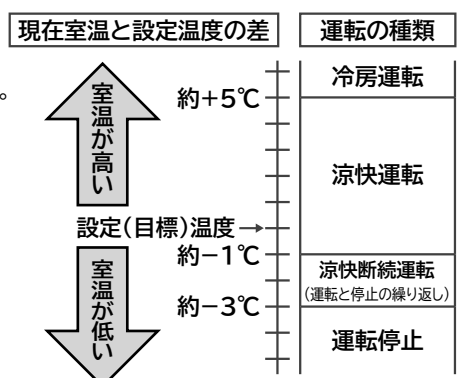 現在室温と設定温度の差
運転の種類
。
室温が高い
約+5℃
冷房運転
涼快運転
設定(目標)温度→
約−1℃
室温が低い
涼快断続運転
(運転と停止の繰り返し)
約−3℃
運転停止